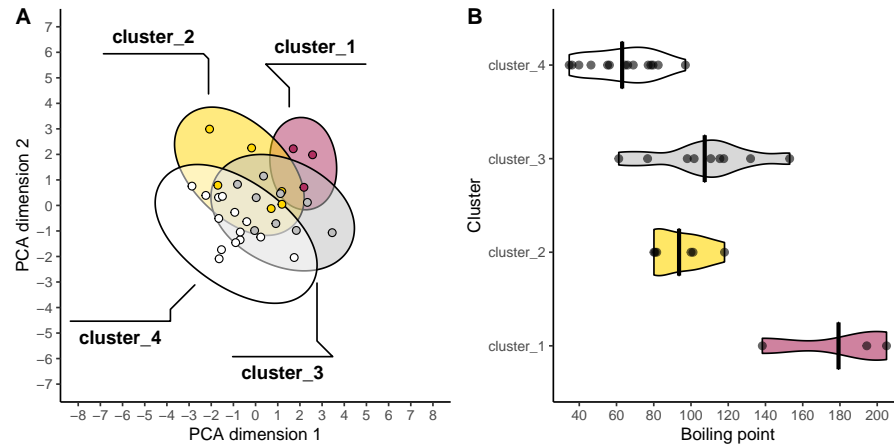 A
cluster_2
cluster_1
cluster_4
cluster_3
7
6
5
4
3
2
1
0
−1
−2
−3
−4
−5
−6
−7
PCA dimension 2
−8 −7 −6 −5 −4 −3 −2 −1 0 1 2 3 4 5 6 7 8
PCA dimension 1
B
cluster_4
cluster_3
cluster_2
cluster_1
Cluster
40 60 80 100 120 140 160 180 200
Boiling point